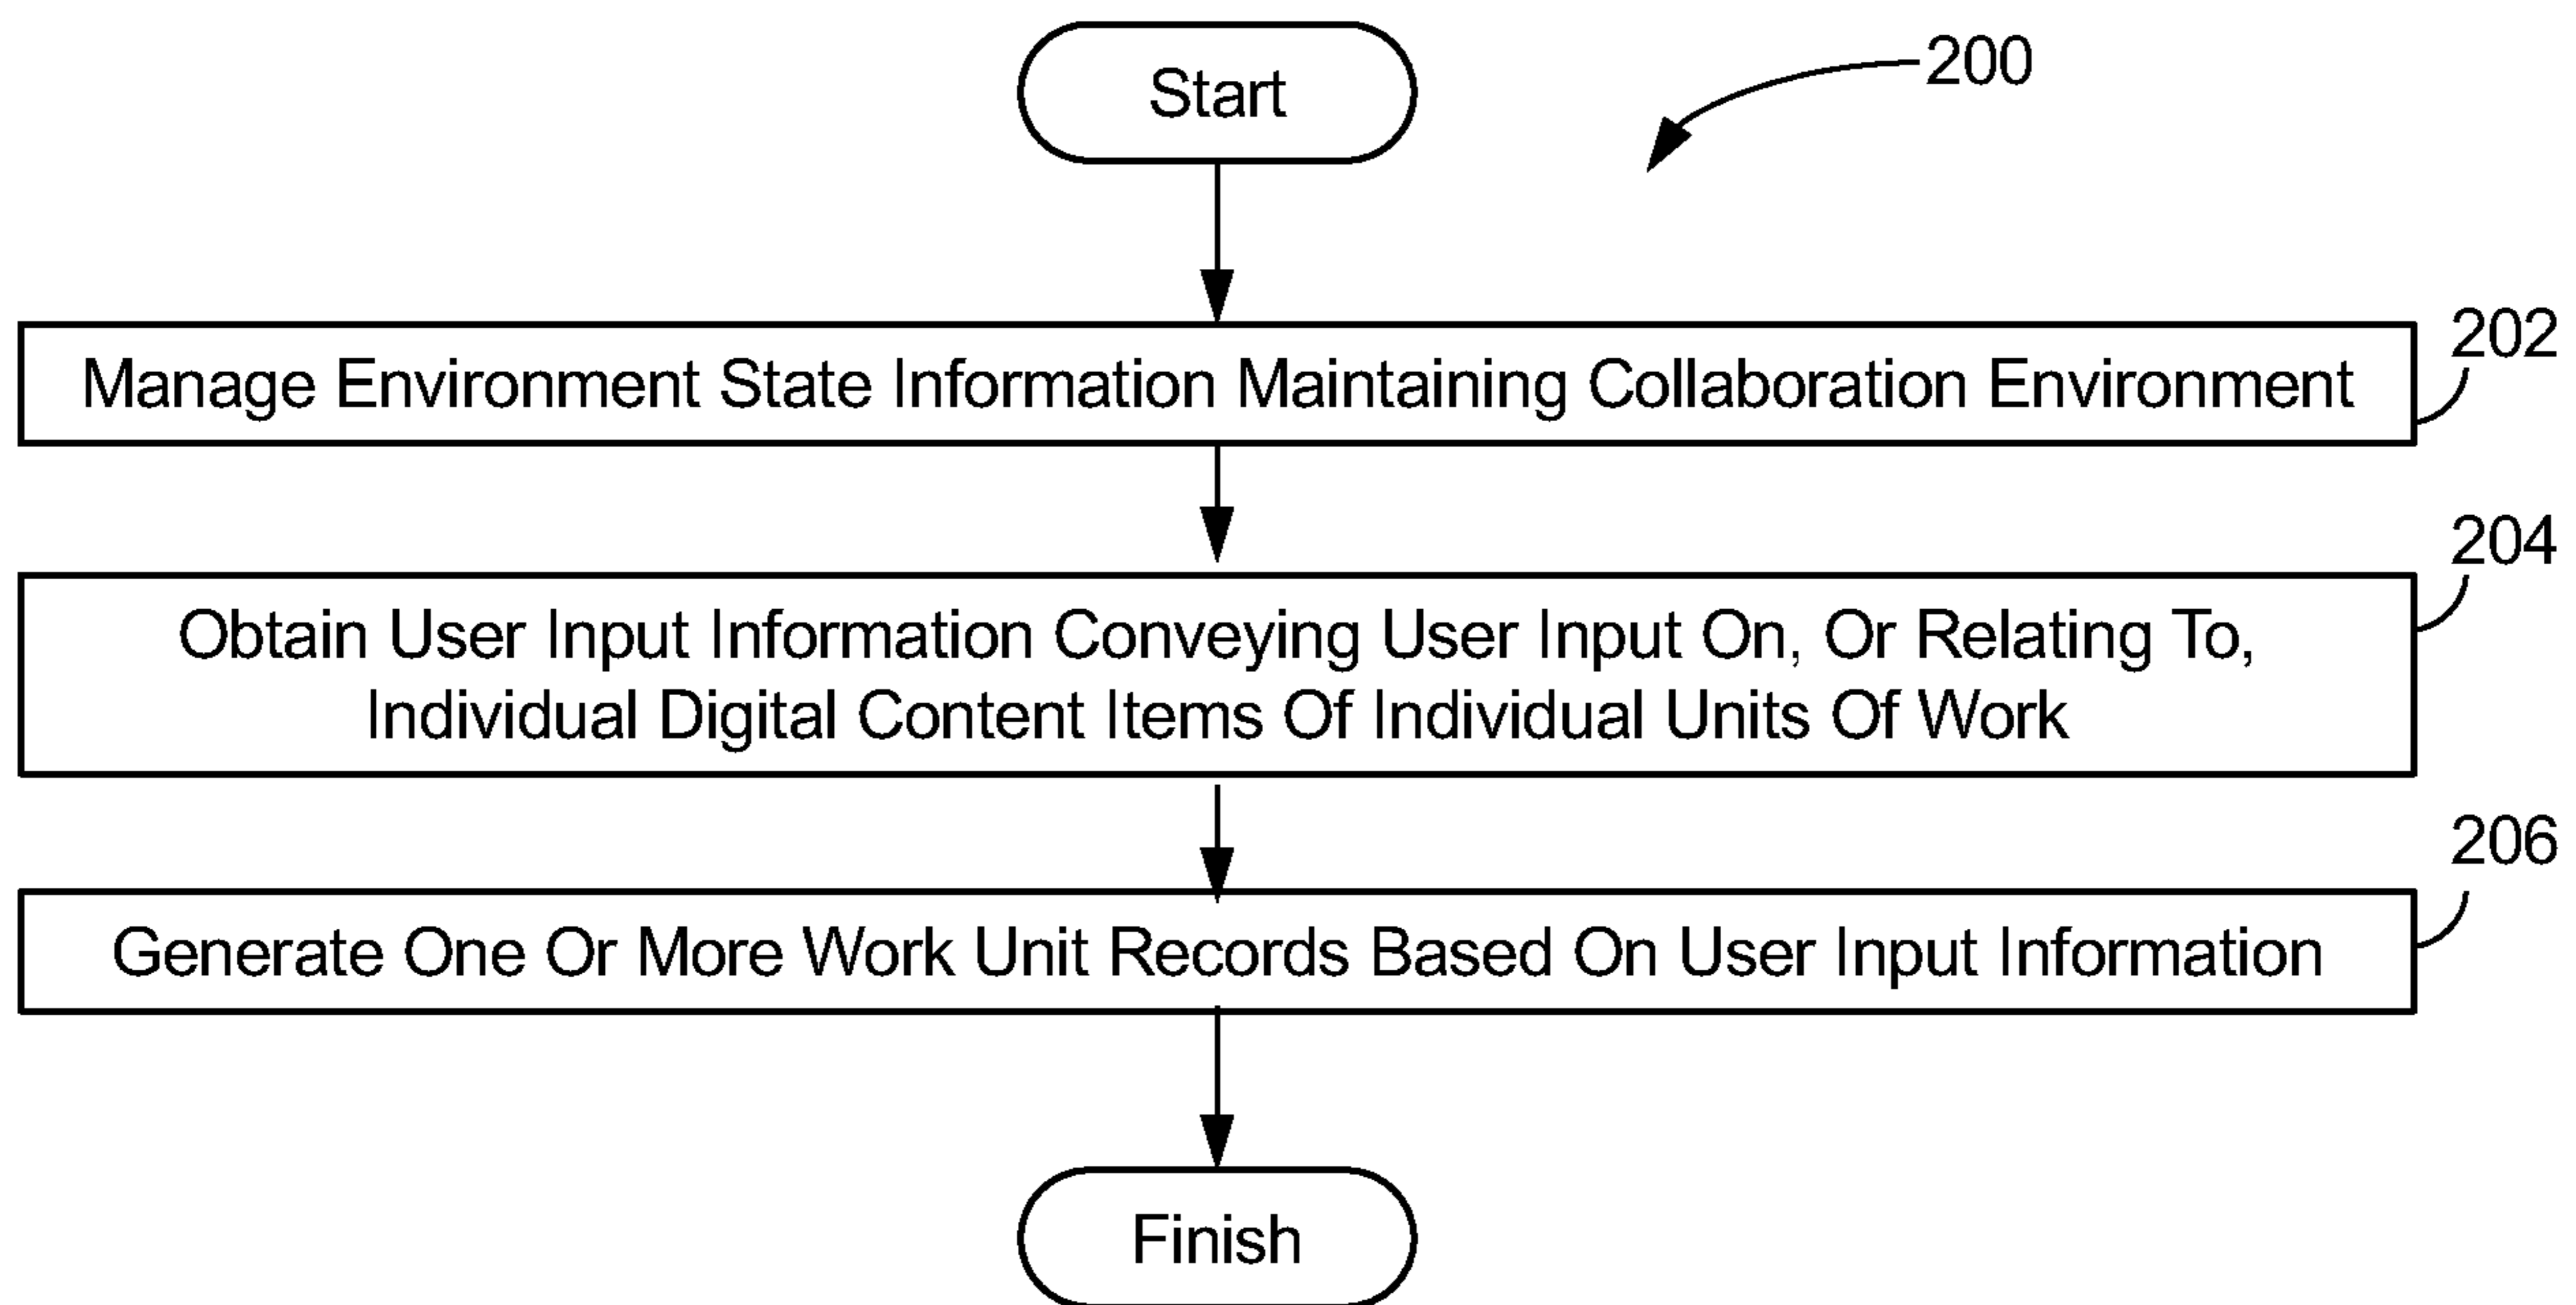 Start
200
202
Manage Environment State Information Maintaining Collaboration Environment
204
Obtain User Input Information Conveying User Input On, Or Relating To,
Individual Digital Content Items Of Individual Units Of Work
206
Generate One Or More Work Unit Records Based On User Input Information
Finish